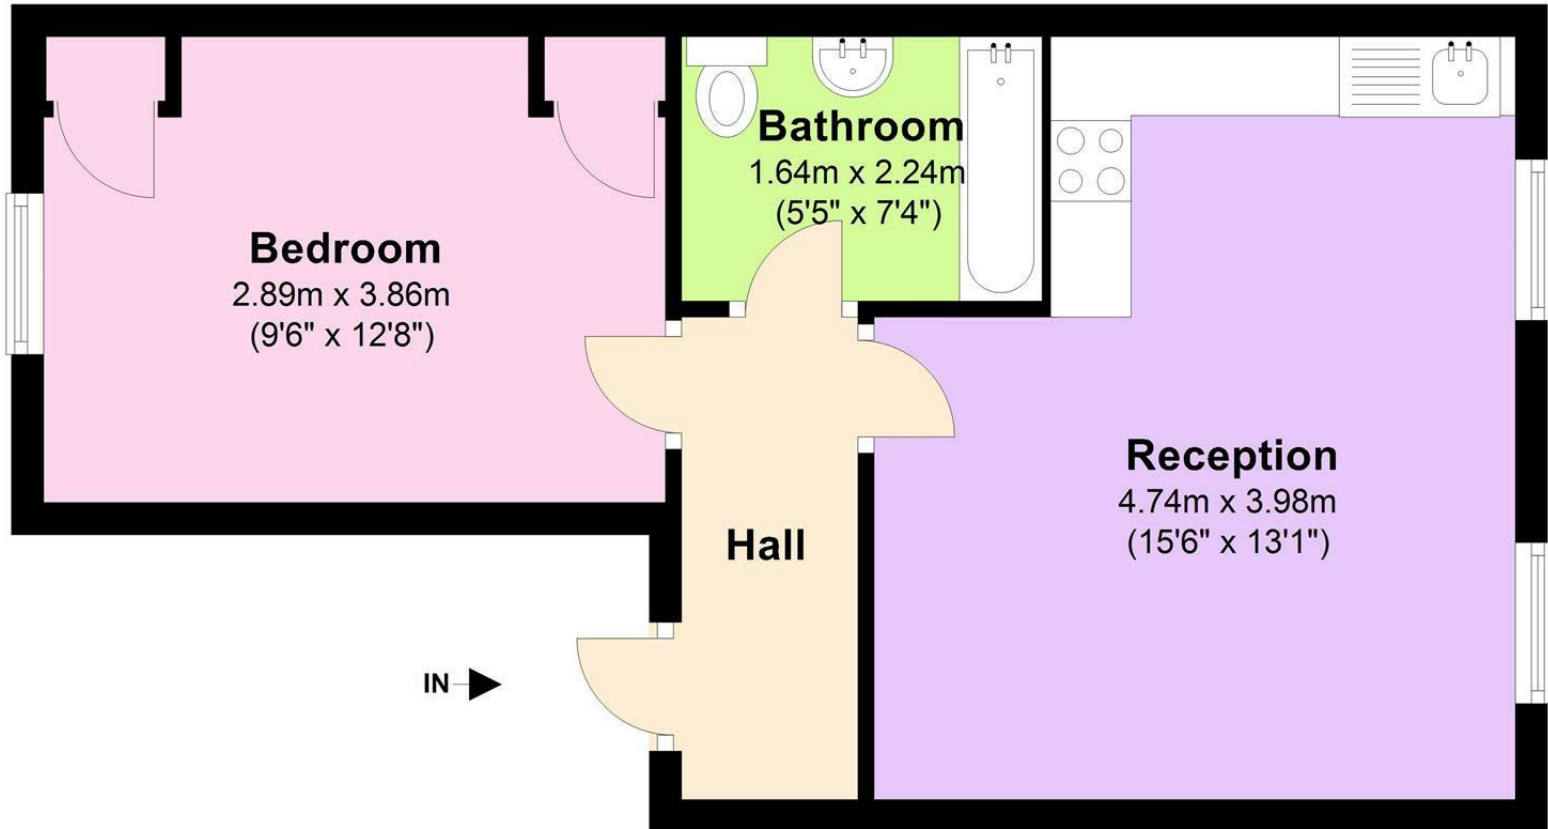 Bathroom
1.64m x 2.24m
(5'5" x 7'4")
Bedroom
2.89m x 3.86m
(9'6" x 12'8")
Reception
4.74m x 3.98m
(15'6" x 13'1")
Hall
IN